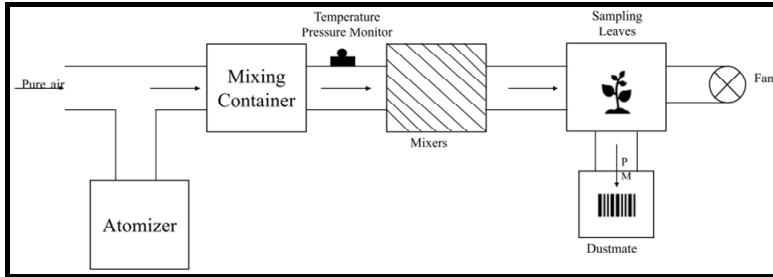 Temperature
Pressure Monitor
Sampling
Leaves
Pure air
Mixing
Container
Fan
Mixers
P
M
Atomizer
Dustmate